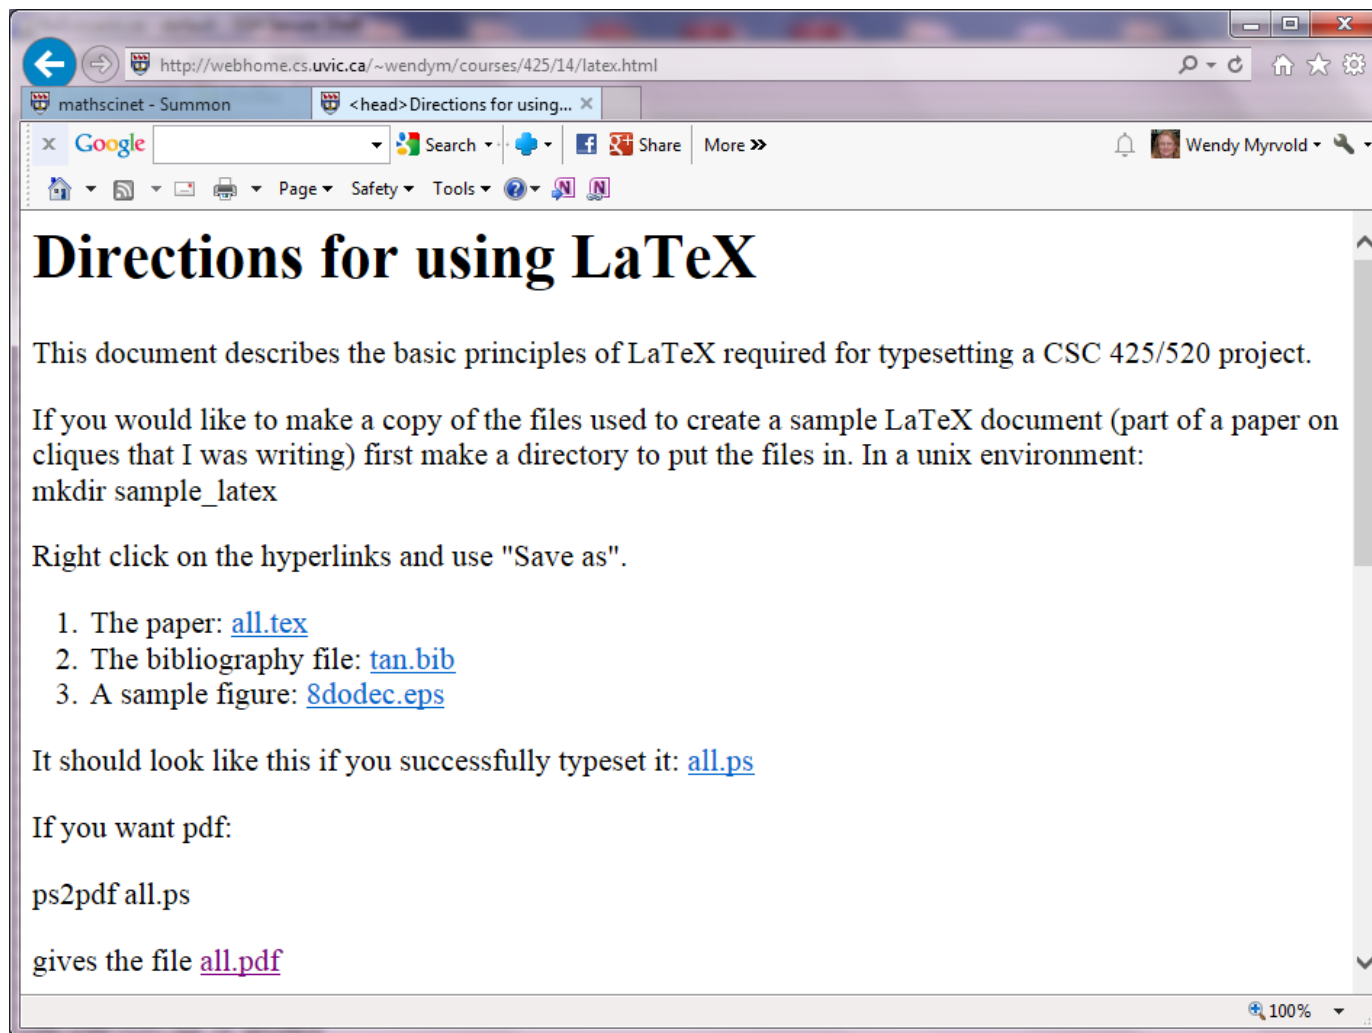 http://webhome.cs.uvic.ca/~wendym/courses/425/14/latex.html
mathscinet - Summon
<head>Directions for using...
x Google Search Share More »
Wendy Myrvold
Page Safety Tools
Directions for using LaTeX
This document describes the basic principles of LaTeX required for typesetting a CSC 425/520 project.
If you would like to make a copy of the files used to create a sample LaTeX document (part of a paper on
cliques that I was writing) first make a directory to put the files in. In a unix environment:
mkdir sample_latex
Right click on the hyperlinks and use "Save as".
1. The paper: all.tex
2. The bibliography file: tan.bib
3. A sample figure: 8dodec.eps
It should look like this if you successfully typeset it: all.ps
If you want pdf:
ps2pdf all.ps
gives the file all.pdf
100%